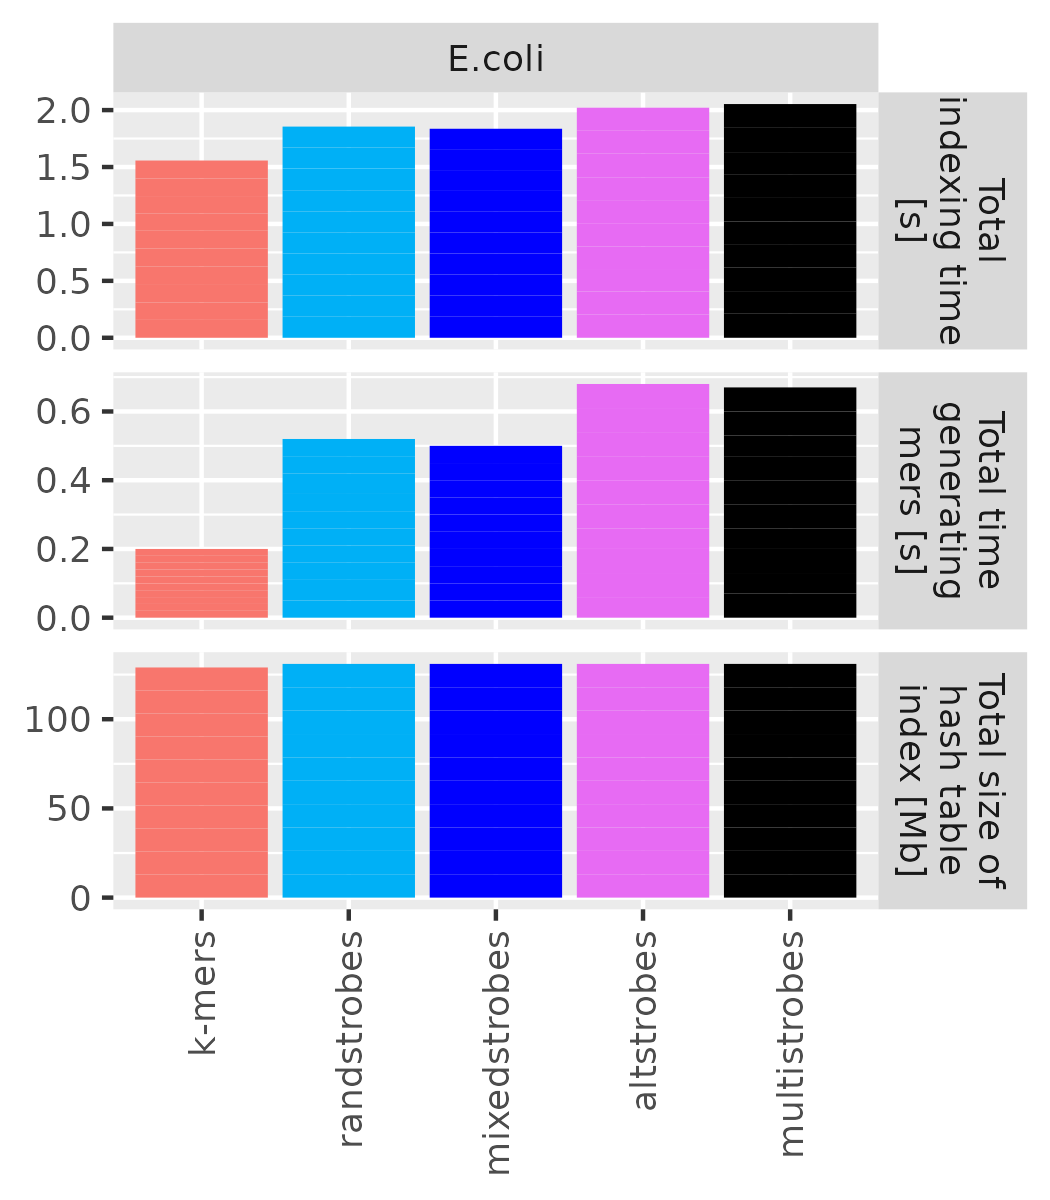 E.coli
2.0
1.5
1.0
0.5
0.0
Total
indexing time
[s]
0.6
0.4
0.2
0.0
Total time
generating
mers [s]
100
50
0
Total size of
hash table
index [Mb]
k-mers
randstrobes
mixedstrobes
altstrobes
multistrobes